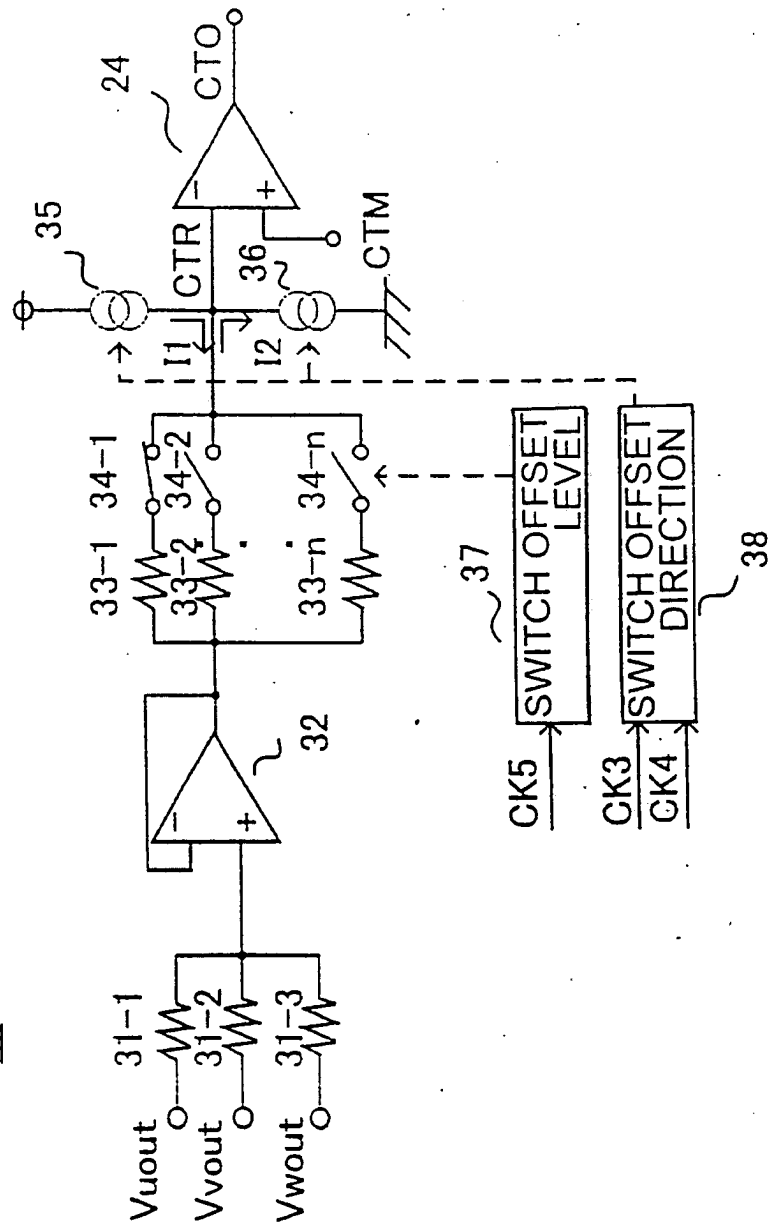 Vuout
Vvout
Vwout
31-1
31-2
31-3
-
+
32
33-1
33-2
33-n
34-1
34-2
34-n
35
I1
I2
36
CTR
-
+
24
CTO
CTM
CK5
37
SWITCH OFFSET
LEVEL
CK3
CK4
SWITCH OFFSET
DIRECTION
38